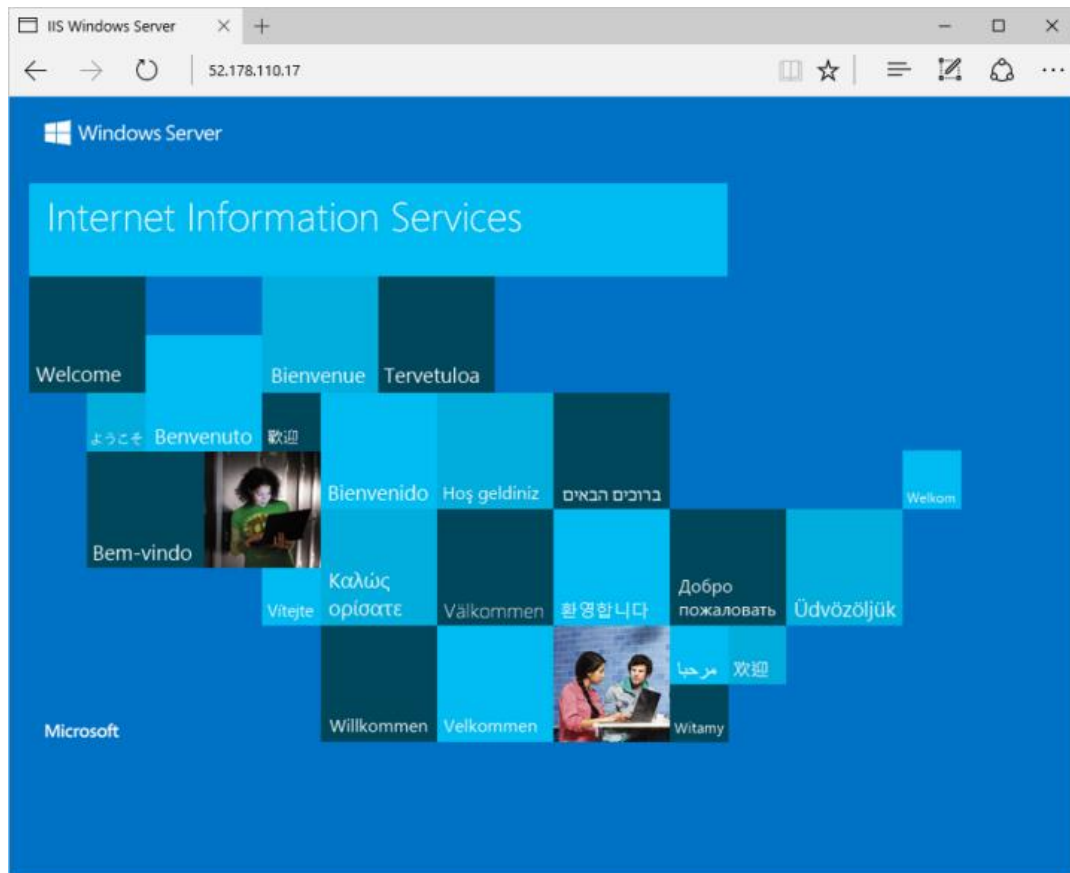 IIS Windows Server
52.178.110.17
Windows Server
Internet Information Services
Welcome
Bienvenue
Tervetuloa
ようこそ
Benvenuto
歡迎
Bienvenido
Hoş geldiniz
ברוכים הבאים
Welkom
Bem-vindo
Vítejte
Καλώς
ορίσατε
Välkommen
환영합니다
Добро
пожаловать
Üdvözöljük
Willkommen
Velkommen
مرحبا
欢迎
Witamy
Microsoft